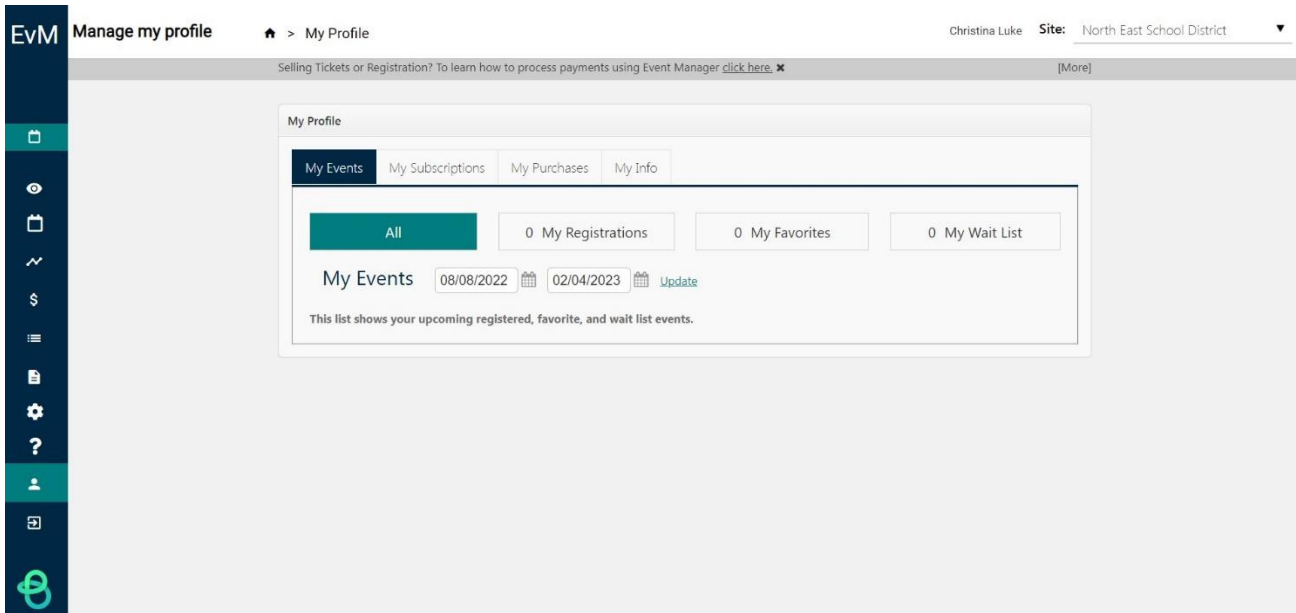 EvM Manage my profile > My Profile Christina Luke Site: North East School District
Selling Tickets or Registration? To learn how to process payments using Event Manager click here. ✖ [More]
My Profile
My Events My Subscriptions My Purchases My Info
All 0 My Registrations 0 My Favorites 0 My Wait List
My Events 08/08/2022 02/04/2023 Update
This list shows your upcoming registered, favorite, and wait list events.